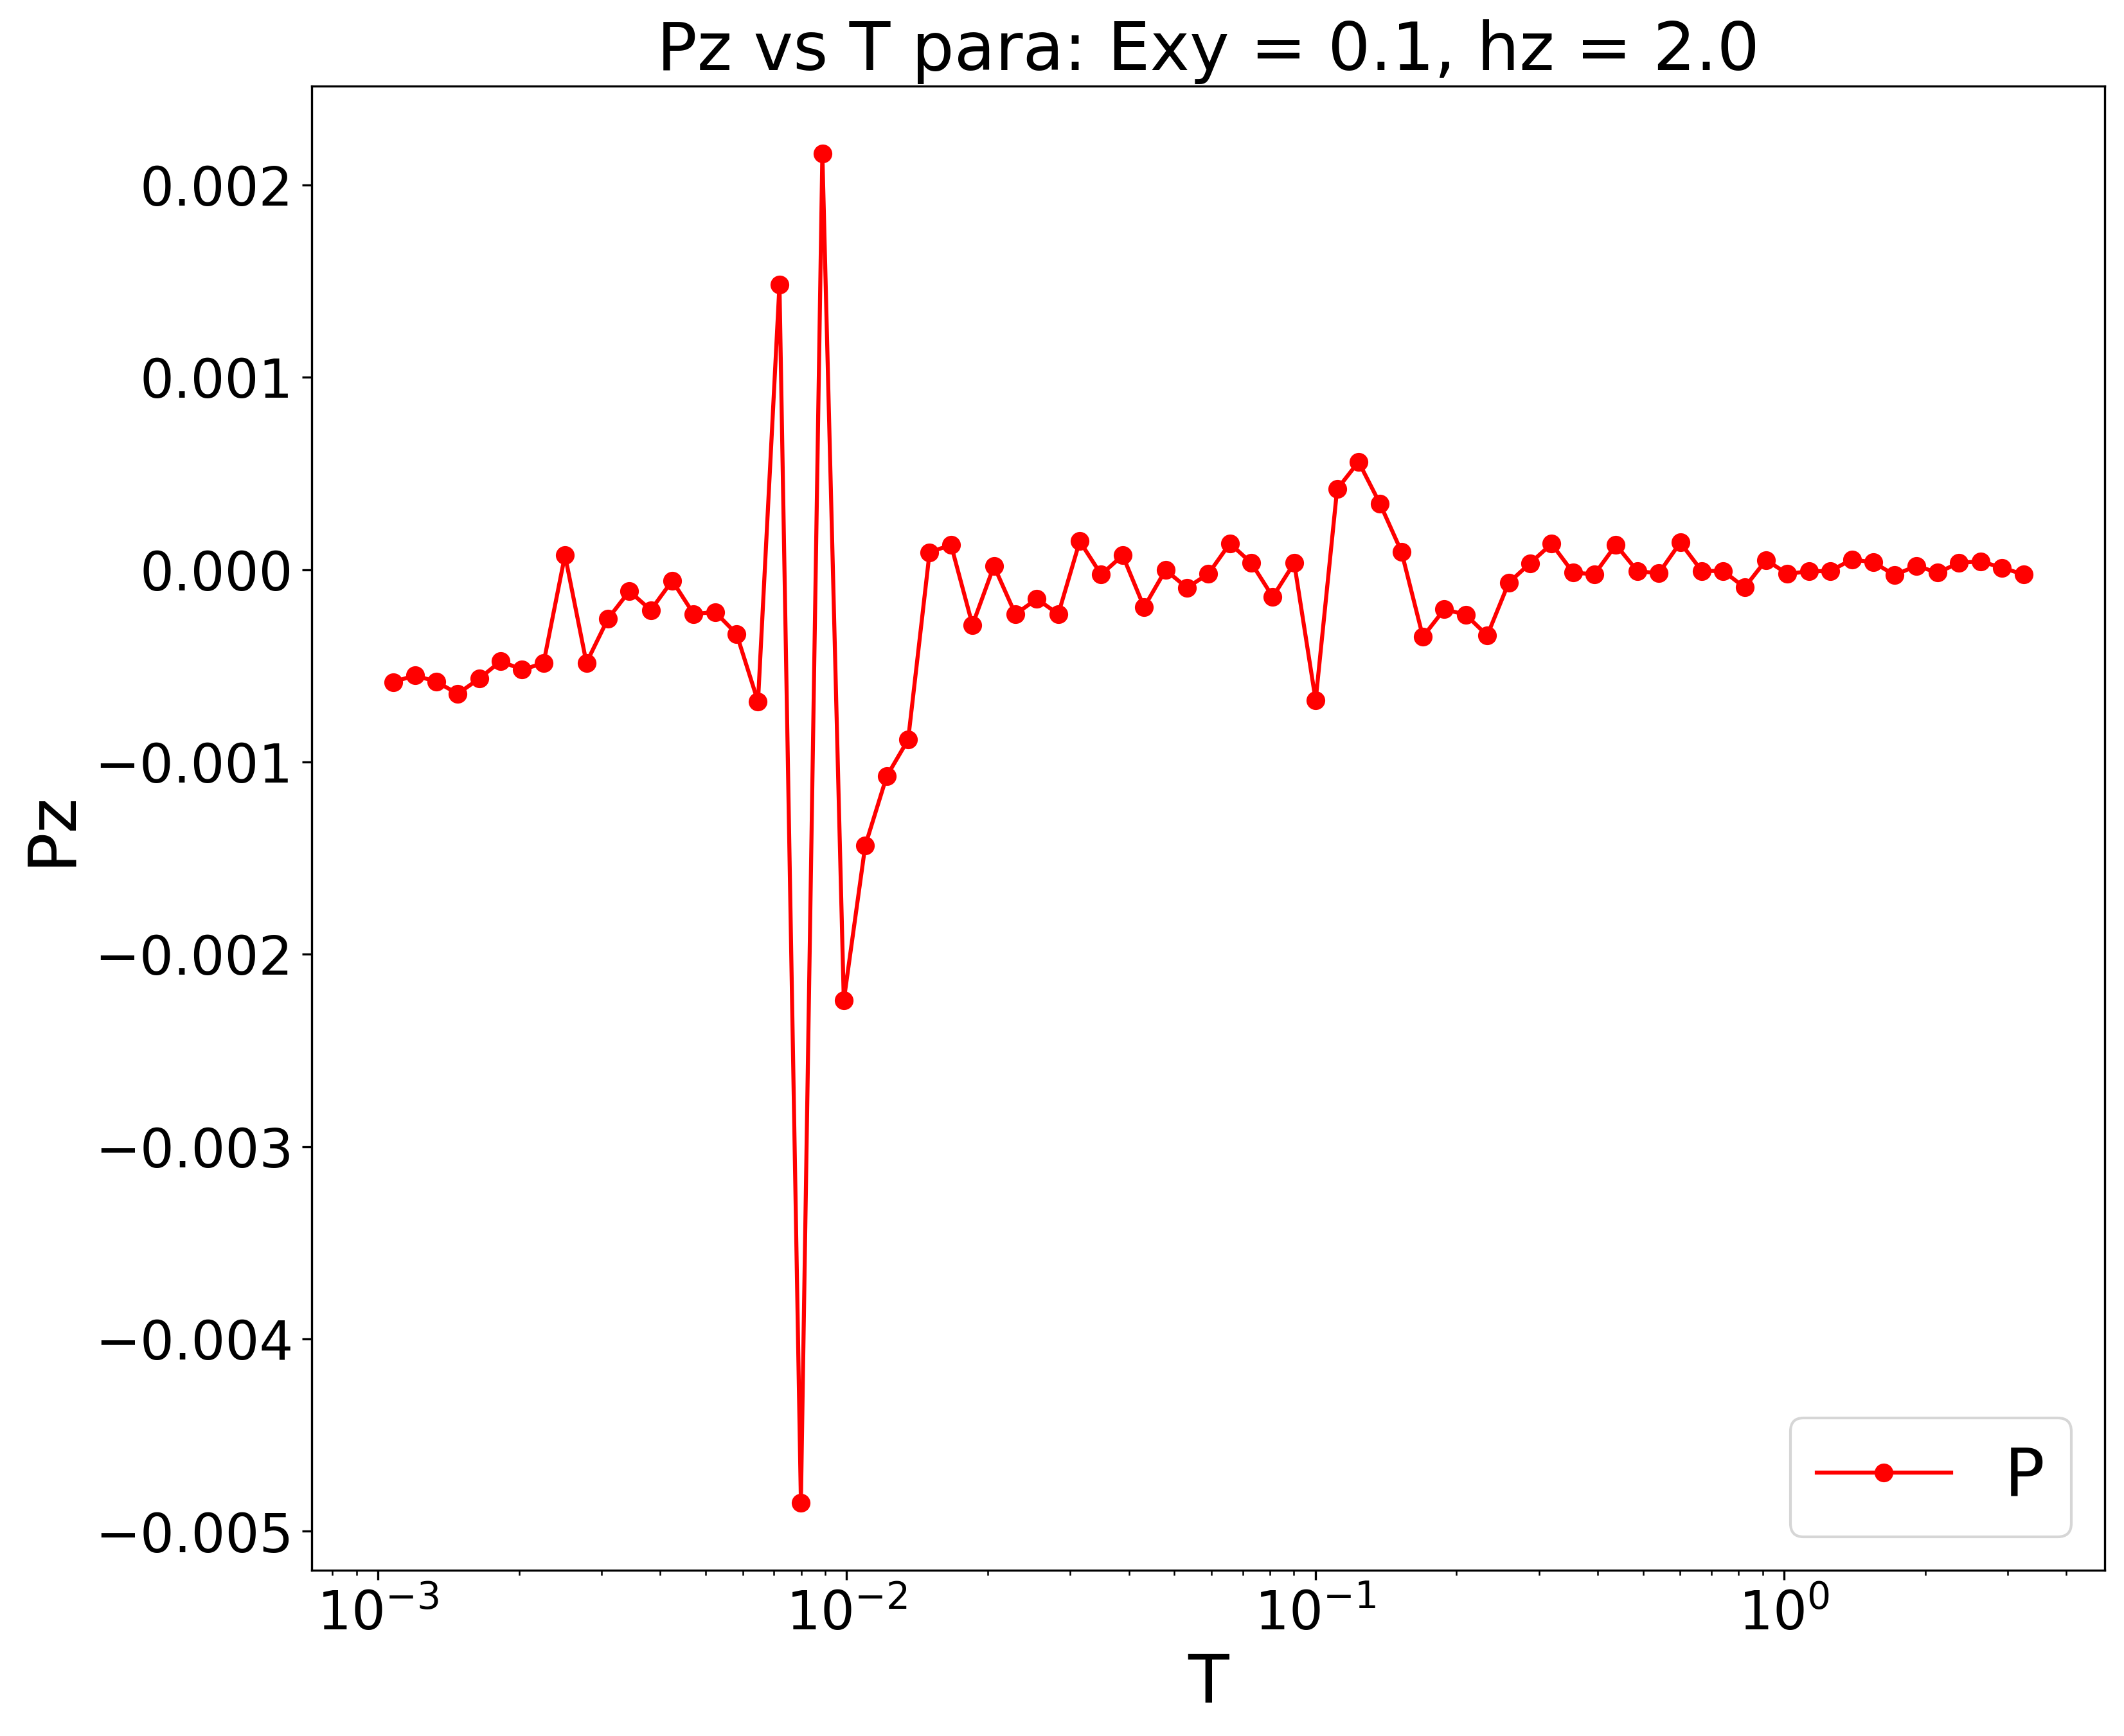 Pz vs T para: Exy = 0.1, hz = 2.0
0.002
0.001
0.000
−0.001
−0.002
−0.003
−0.004
−0.005
Pz
P
10⁻³ 10⁻² 10⁻¹ 10⁰
T